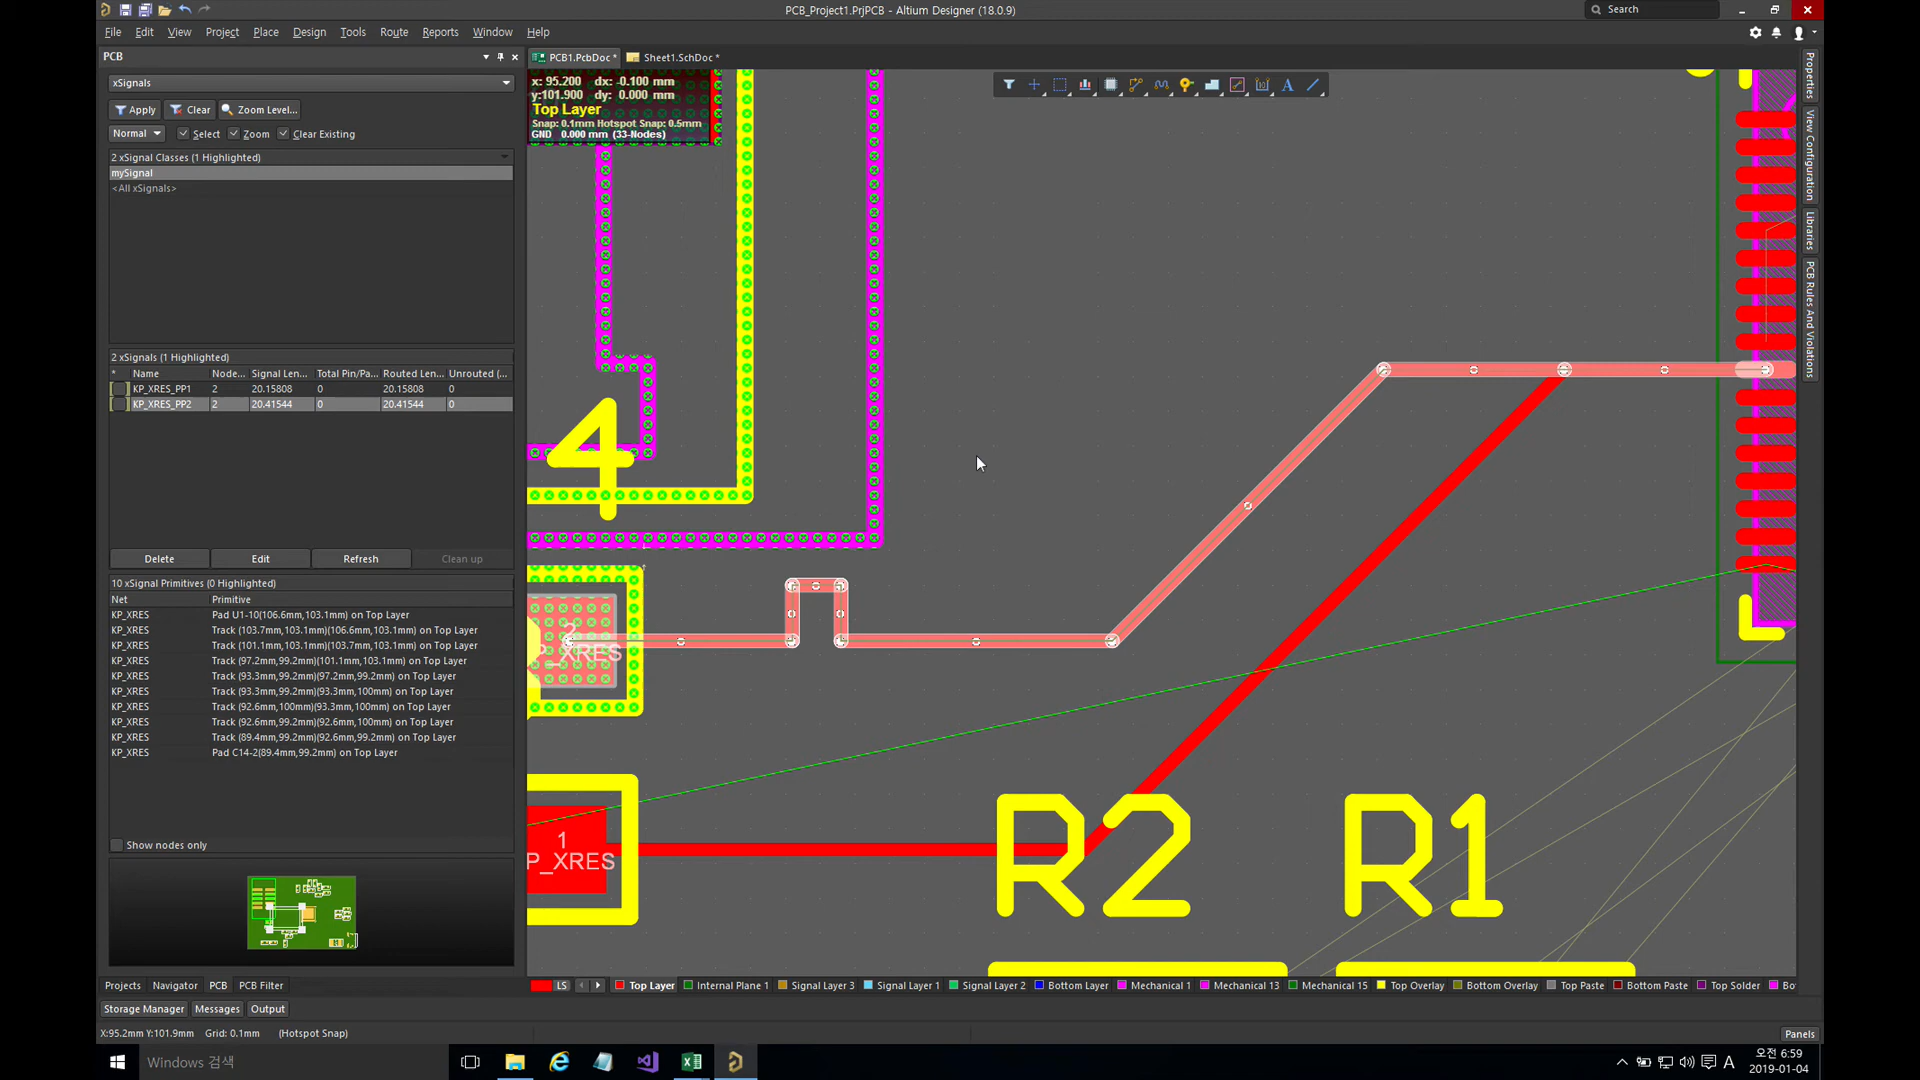 PCB_Project1.PrjPCB - Altium Designer (18.0.9)
Search
File Edit View Project Place Design Tools Route Reports Window Help
PCB
PCB1.PcbDoc * Sheet1.SchDoc *
xSignals
Apply Clear Zoom Level...
Normal Select Zoom Clear Existing
2 xSignal Classes (1 Highlighted)
mySignal
<All xSignals>
2 xSignals (1 Highlighted)
* Name Node... Signal Len... Total Pin/Pa... Routed Len... Unrouted (...
KP_XRES_PP1 2 20.15808 0 20.15808 0
KP_XRES_PP2 2 20.41544 0 20.41544 0
Delete Edit Refresh Clean up
10 xSignal Primitives (0 Highlighted)
Net Primitive
KP_XRES Pad U1-10(106.6mm,103.1mm) on Top Layer
KP_XRES Track (103.7mm,103.1mm)(106.6mm,103.1mm) on Top Layer
KP_XRES Track (101.1mm,103.1mm)(103.7mm,103.1mm) on Top Layer
KP_XRES Track (97.2mm,99.2mm)(101.1mm,103.1mm) on Top Layer
KP_XRES Track (93.3mm,99.2mm)(97.2mm,99.2mm) on Top Layer
KP_XRES Track (93.3mm,99.2mm)(93.3mm,100mm) on Top Layer
KP_XRES Track (92.6mm,100mm)(93.3mm,100mm) on Top Layer
KP_XRES Track (92.6mm,99.2mm)(92.6mm,100mm) on Top Layer
KP_XRES Track (89.4mm,99.2mm)(92.6mm,99.2mm) on Top Layer
KP_XRES Pad C14-2(89.4mm,99.2mm) on Top Layer
Show nodes only
x: 95.200 dx: -0.100 mm
y:101.900 dy: 0.000 mm
Top Layer
Snap: 0.1mm Hotspot Snap: 0.5mm
GND 0.000 mm (33-Nodes)
4
2
P_XRES
1
P_XRES
R2 R1
Properties
View Configuration
Libraries
PCB Rules And Violations
Projects Navigator PCB PCB Filter
LS Top Layer Internal Plane 1 Signal Layer 3 Signal Layer 1 Signal Layer 2 Bottom Layer Mechanical 1 Mechanical 13 Mechanical 15 Top Overlay Bottom Overlay Top Paste Bottom Paste Top Solder Bo
Storage Manager Messages Output
X:95.2mm Y:101.9mm Grid: 0.1mm (Hotspot Snap)
Panels
Windows 검색
A
오전 6:59
2019-01-04